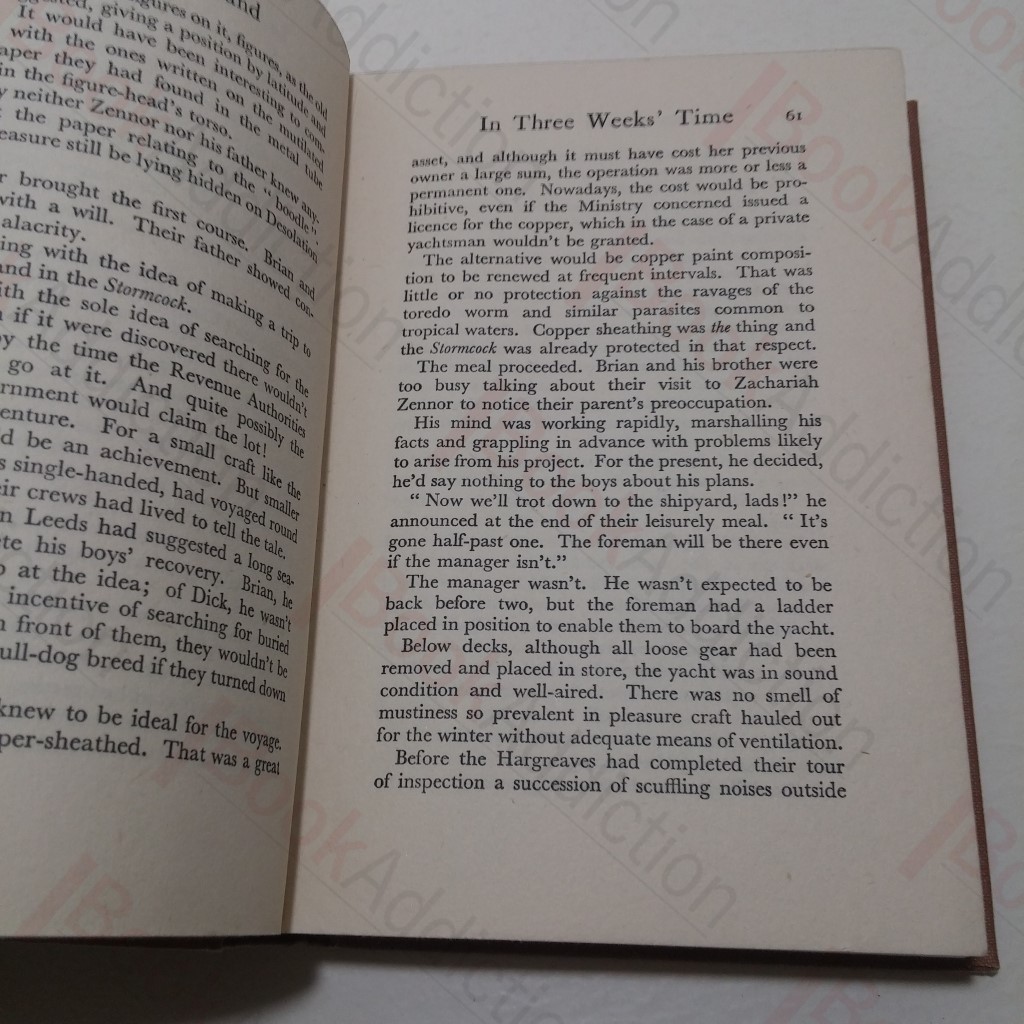 and
figures on it, figures, as the old
giving a position by latitude and
It would have been interesting to com-
with the ones written on the mutilated
paper they had found in the metal tube
in the figure-head's torso.
neither Zennor nor his father knew any-
the paper relating to the "boodle".
still be lying hidden on Desolation
brought the first course. Brian and
with a will. Their father showed con-
alacrity.
with the idea of making a trip to
and in the Stormcock.
with the sole idea of searching for the
if it were discovered there wouldn't
by the time the Revenue Authorities
go at it. And quite possibly the
would claim the lot!
For a small craft like the
be an achievement. But smaller
single-handed, had voyaged round
their crews had lived to tell the tale.
Leeds had suggested a long sea-
his boys' recovery. Brian, he
at the idea; of Dick, he wasn't
incentive of searching for buried
front of them, they wouldn't be
bull-dog breed if they turned down
knew to be ideal for the voyage.
That was a great
In Three Weeks' Time 61
asset, and although it must have cost her previous
owner a large sum, the operation was more or less a
permanent one. Nowadays, the cost would be pro-
hibitive, even if the Ministry concerned issued a
licence for the copper, which in the case of a private
yachtsman wouldn't be granted.
The alternative would be copper paint composi-
tion to be renewed at frequent intervals. That was
little or no protection against the ravages of the
toredo worm and similar parasites common to
tropical waters. Copper sheathing was the thing and
the Stormcock was already protected in that respect.
The meal proceeded. Brian and his brother were
too busy talking about their visit to Zachariah
Zennor to notice their parent's preoccupation.
His mind was working rapidly, marshalling his
facts and grappling in advance with problems likely
to arise from his project. For the present, he decided,
he'd say nothing to the boys about his plans.
"Now we'll trot down to the shipyard, lads!" he
announced at the end of their leisurely meal. "It's
gone half-past one. The foreman will be there even
if the manager isn't."
The manager wasn't. He wasn't expected to be
back before two, but the foreman had a ladder
placed in position to enable them to board the yacht.
Below decks, although all loose gear had been
removed and placed in store, the yacht was in sound
condition and well-aired. There was no smell of
mustiness so prevalent in pleasure craft hauled out
for the winter without adequate means of ventilation.
Before the Hargreaves had completed their tour
of inspection a succession of scuffling noises outside
BookAddiction